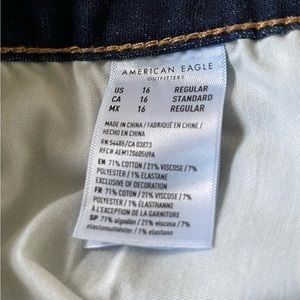 AMERICAN EAGLE
OUTFITTERS
US 16 REGULAR
CA 16 STANDARD
MX 16 REGULAR
MADE IN CHINA / FABRIQUÉ EN CHINE /
HECHO EN CHINA
RN 54485/CA 03873
RFC# AEM120605U9A
EN 71% COTTON / 21% VISCOSE / 7%
POLYESTER / 1% ELASTANE
EXCLUSIVE OF DECORATION
FR 71% COTON / 21% VISCOSE / 7%
POLYESTER / 1% ÉLASTHANNE
À L'EXCEPTION DE LA GARNITURE
SP 71% algodón / 21% viscosa / 7%
elastomultiéster / 1% elastano